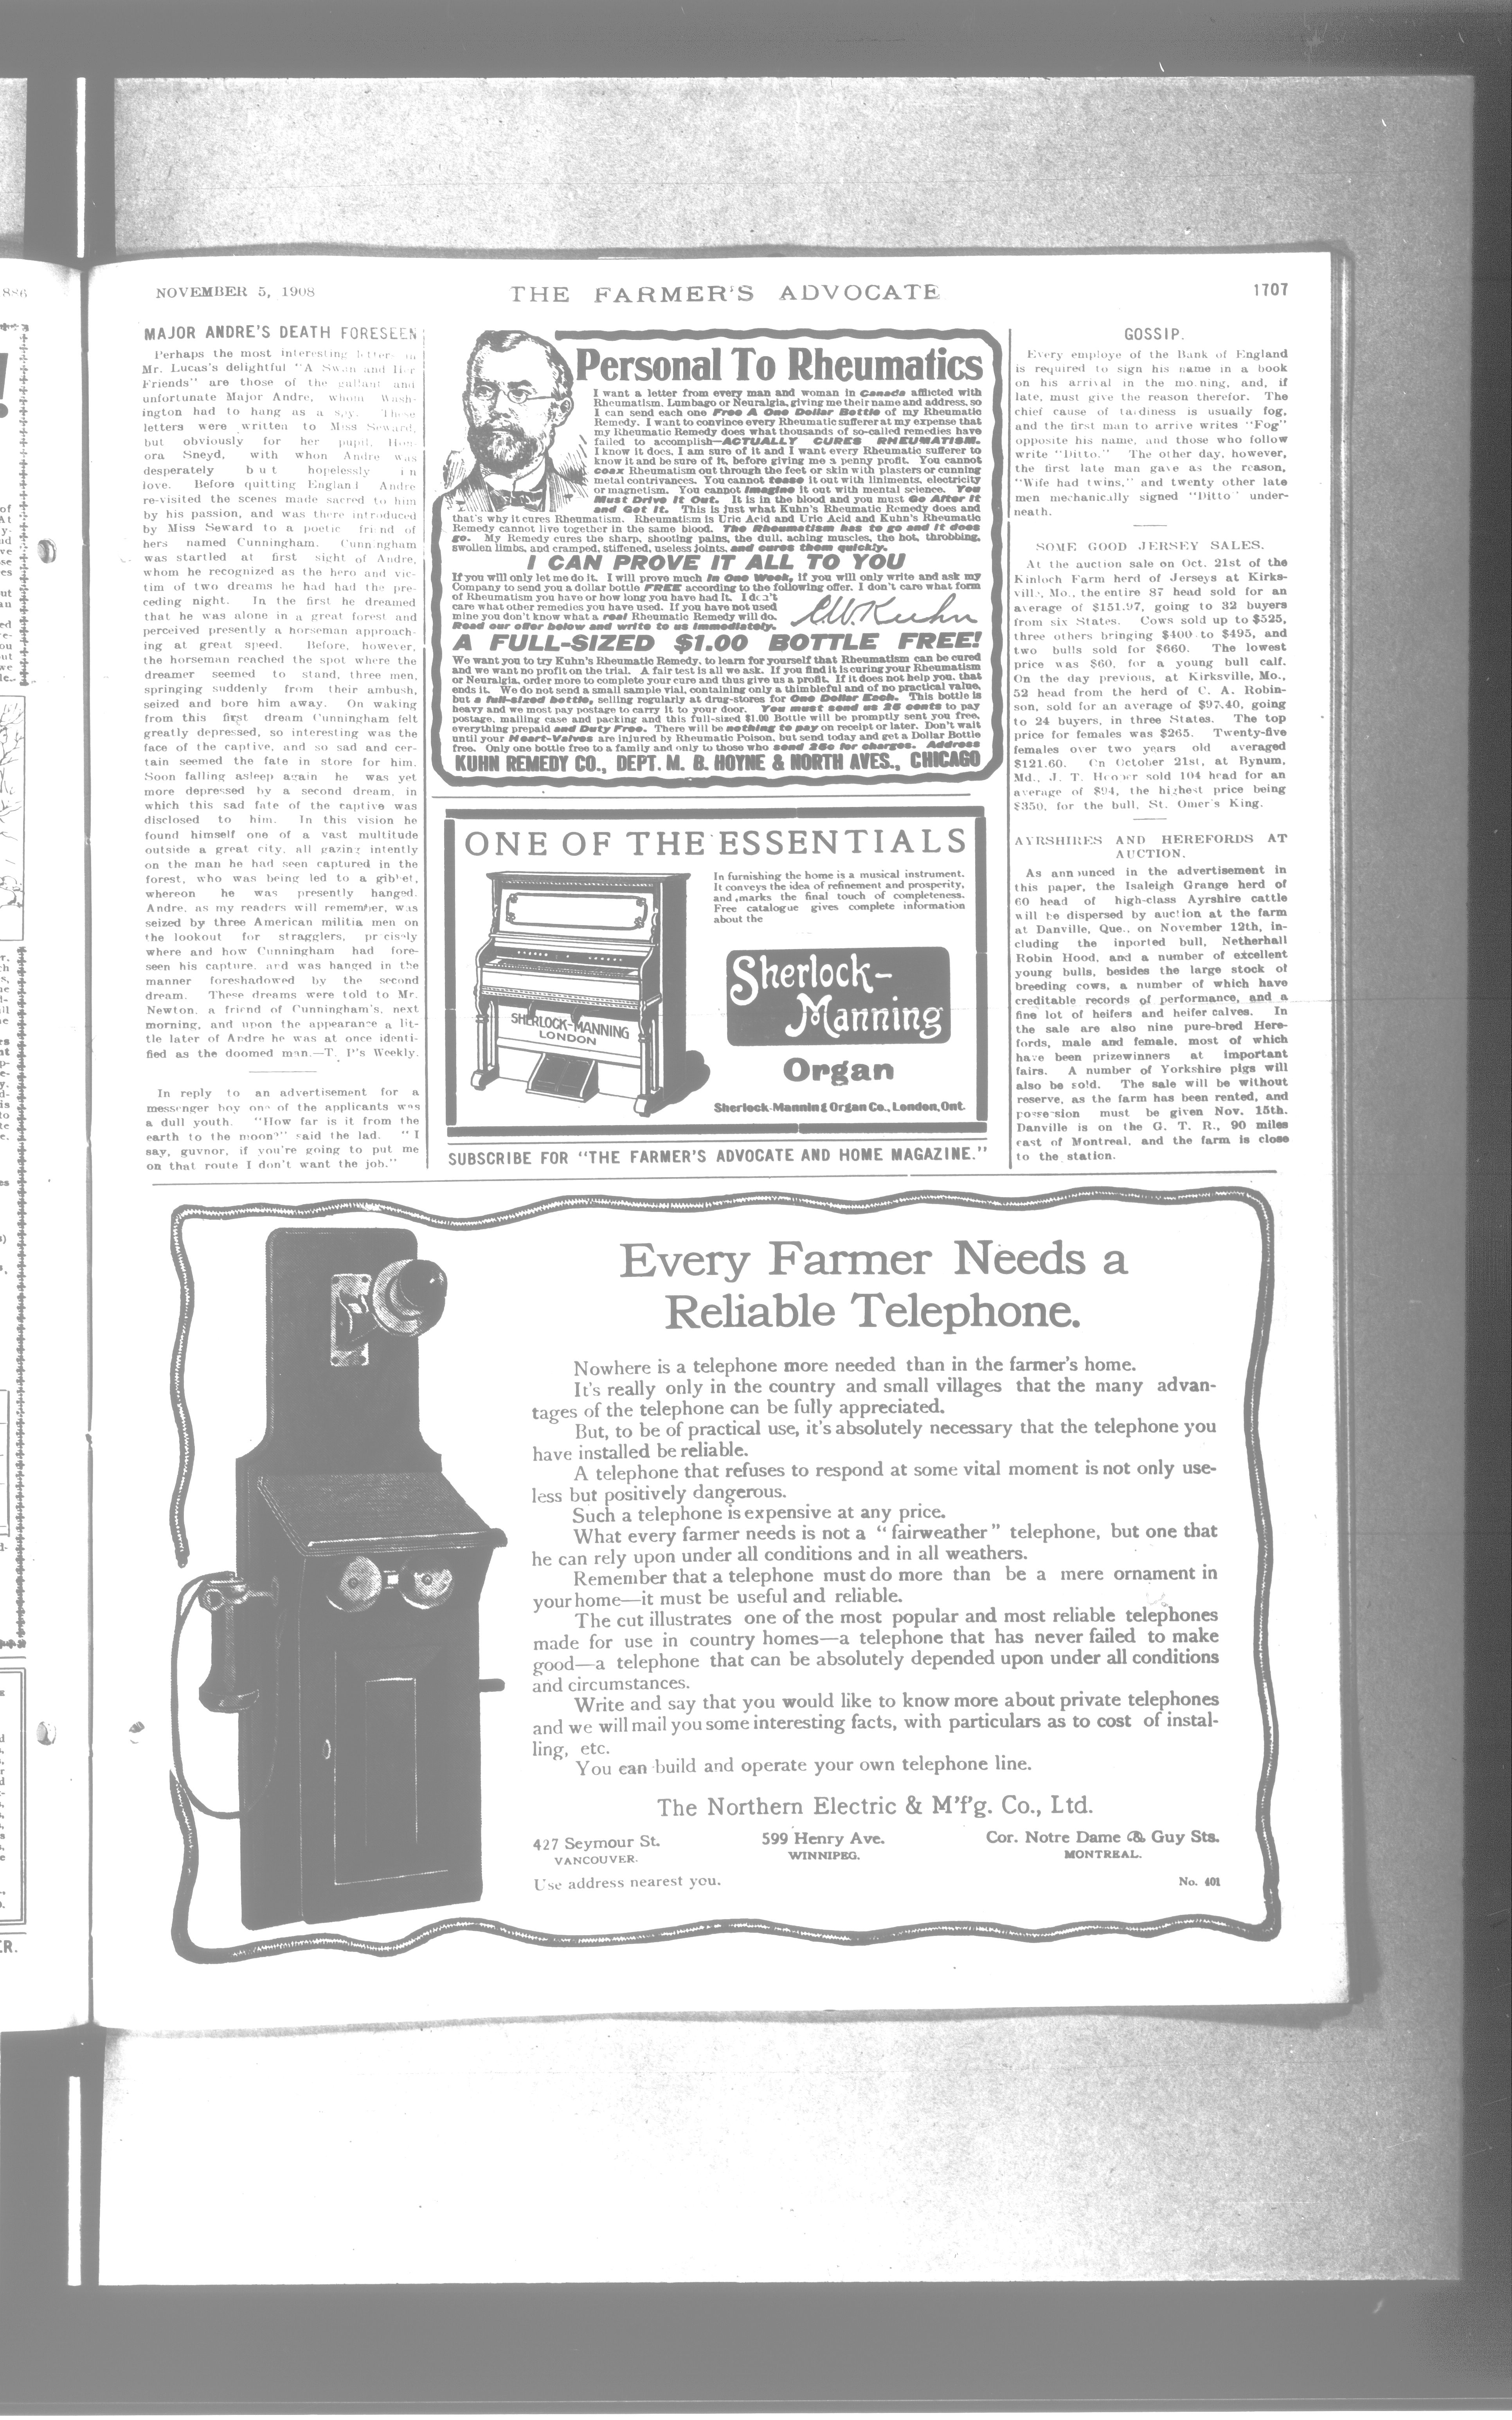 NOVEMBER 5, 1908
THE FARMER'S ADVOCATE
1707
MAJOR ANDRE'S DEATH FORESEEN
Perhaps the most interesting letters in
Mr. Lucas's delightful "A Swan and Her
Friends" are those of the gallant and
unfortunate Major Andre, whom Wash-
ington had to hang as a spy. These
letters were written to Miss Seward,
but obviously for her pupil, Hon-
ora Sneyd, with whon Andre was
desperately but hopelessly in
love. Before quitting England Andre
re-visited the scenes made sacred to him
by his passion, and was there introduced
by Miss Seward to a poetic friend of
hers named Cunningham. Cunningham
was startled at first sight of Andre,
whom he recognized as the hero and vic-
tim of two dreams he had had the pre-
ceding night. In the first he dreamed
that he was alone in a great forest and
perceived presently a horseman approach-
ing at great speed. Before, however,
the horseman reached the spot where the
dreamer seemed to stand, three men,
springing suddenly from their ambush,
seized and bore him away. On waking
from this first dream Cunningham felt
greatly depressed, so interesting was the
face of the captive, and so sad and cer-
tain seemed the fate in store for him.
Soon falling asleep again he was yet
more depressed by a second dream, in
which this sad fate of the captive was
disclosed to him. In this vision he
found himself one of a vast multitude
outside a great city, all gazing intently
on the man he had seen captured in the
forest, who was being led to a gibbet,
whereon he was presently hanged.
Andre, as my readers will remember, was
seized by three American militia men on
the lookout for stragglers, precisely
where and how Cunningham had fore-
seen his capture, and was hanged in the
manner foreshadowed by the second
dream. These dreams were told to Mr.
Newton, a friend of Cunningham's, next
morning, and upon the appearance a lit-
tle later of Andre he was at once identi-
fied as the doomed man.—T. P's Weekly.
In reply to an advertisement for a
messenger boy one of the applicants was
a dull youth. "How far is it from the
earth to the moon?" said the lad. "I
say, guvnor, if you're going to put me
on that route I don't want the job."
Personal To Rheumatics
I want a letter from every man and woman in Canada afflicted with
Rheumatism, Lumbago or Neuralgia, giving me their name and address, so
I can send each one Free A One Dollar Bottle of my Rheumatic
Remedy. I want to convince every Rheumatic sufferer at my expense that
my Rheumatic Remedy does what thousands of so-called remedies have
failed to accomplish—ACTUALLY CURES RHEUMATISM.
I know it does, I am sure of it and I want every Rheumatic sufferer to
know it and be sure of it, before giving me a penny profit. You cannot
coax Rheumatism out through the feet or skin with plasters or cunning
metal contrivances. You cannot tease it out with liniments, electricity
or magnetism. You cannot imagine it out with mental science. You
Must Drive It Out. It is in the blood and you must Go After It
and Get It. This is just what Kuhn's Rheumatic Remedy does and
that's why it cures Rheumatism. Rheumatism is Uric Acid and Uric Acid and Kuhn's Rheumatic
Remedy cannot live together in the same blood. The Rheumatism has to go and it does
go. My Remedy cures the sharp, shooting pains, the dull, aching muscles, the hot, throbbing,
swollen limbs, and cramped, stiffened, useless joints, and cures them quickly.
I CAN PROVE IT ALL TO YOU
If you will only let me do it. I will prove much In One Week, if you will only write and ask my
Company to send you a dollar bottle FREE according to the following offer. I don't care what form
of Rheumatism you have or how long you have had it. I don't
care what other remedies you have used. If you have not used
mine you don't know what a real Rheumatic Remedy will do.
Read our offer below and write to us immediately.
A FULL-SIZED $1.00 BOTTLE FREE!
We want you to try Kuhn's Rheumatic Remedy, to learn for yourself that Rheumatism can be cured
and we want no profit on the trial. A fair test is all we ask. If you find it is curing your Rheumatism
or Neuralgia, order more to complete your cure and thus give us a profit. If it does not help you, that
ends it. We do not send a small sample vial, containing only a thimbleful and of no practical value,
but a full-sized bottle, selling regularly at drug-stores for One Dollar Each. This bottle is
heavy and we most pay postage to carry it to your door. You must send us 25 cents to pay
postage, mailing case and packing and this full-sized $1.00 Bottle will be promptly sent you free,
everything prepaid and Duty Free. There will be nothing to pay on receipt or later. Don't wait
until your Heart-Valves are injured by Rheumatic Poison, but send today and get a Dollar Bottle
free. Only one bottle free to a family and only to those who send 25c for charges. Address
KUHN REMEDY CO., DEPT. M. B. HOYNE & NORTH AVES., CHICAGO
ONE OF THE ESSENTIALS
In furnishing the home is a musical instrument.
It conveys the idea of refinement and prosperity,
and marks the final touch of completeness.
Free catalogue gives complete information
about the
Sherlock-
Manning
Organ
SHERLOCK-MANNING
LONDON
Sherlock-Manning Organ Co., London, Ont.
SUBSCRIBE FOR "THE FARMER'S ADVOCATE AND HOME MAGAZINE."
GOSSIP.
Every employe of the Bank of England
is required to sign his name in a book
on his arrival in the morning, and, if
late, must give the reason therefor. The
chief cause of tardiness is usually fog,
and the first man to arrive writes "Fog"
opposite his name, and those who follow
write "Ditto." The other day, however,
the first late man gave as the reason,
"Wife had twins," and twenty other late
men mechanically signed "Ditto" under-
neath.
SOME GOOD JERSEY SALES.
At the auction sale on Oct. 21st of the
Kinloch Farm herd of Jerseys at Kirks-
ville, Mo., the entire 87 head sold for an
average of $151.97, going to 32 buyers
from six States. Cows sold up to $525,
three others bringing $400 to $495, and
two bulls sold for $660. The lowest
price was $60, for a young bull calf.
On the day previous, at Kirksville, Mo.,
52 head from the herd of C. A. Robin-
son, sold for an average of $97.40, going
to 24 buyers, in three States. The top
price for females was $265. Twenty-five
females over two years old averaged
$121.60. On October 21st, at Bynum,
Md., J. T. Hoover sold 104 head for an
average of $94, the highest price being
$350, for the bull, St. Omer's King.
AYRSHIRES AND HEREFORDS AT
AUCTION.
As announced in the advertisement in
this paper, the Isaleigh Grange herd of
60 head of high-class Ayrshire cattle
will be dispersed by auction at the farm
at Danville, Que., on November 12th, in-
cluding the inported bull, Netherhall
Robin Hood, and a number of excellent
young bulls, besides the large stock of
breeding cows, a number of which have
creditable records of performance, and a
fine lot of heifers and heifer calves. In
the sale are also nine pure-bred Here-
fords, male and female, most of which
have been prizewinners at important
fairs. A number of Yorkshire pigs will
also be sold. The sale will be without
reserve, as the farm has been rented, and
possession must be given Nov. 15th.
Danville is on the G. T. R., 90 miles
east of Montreal, and the farm is close
to the station.
Every Farmer Needs a
Reliable Telephone.
Nowhere is a telephone more needed than in the farmer's home.
It's really only in the country and small villages that the many advan-
tages of the telephone can be fully appreciated.
But, to be of practical use, it's absolutely necessary that the telephone you
have installed be reliable.
A telephone that refuses to respond at some vital moment is not only use-
less but positively dangerous.
Such a telephone is expensive at any price.
What every farmer needs is not a "fairweather" telephone, but one that
he can rely upon under all conditions and in all weathers.
Remember that a telephone must do more than be a mere ornament in
your home—it must be useful and reliable.
The cut illustrates one of the most popular and most reliable telephones
made for use in country homes—a telephone that has never failed to make
good—a telephone that can be absolutely depended upon under all conditions
and circumstances.
Write and say that you would like to know more about private telephones
and we will mail you some interesting facts, with particulars as to cost of instal-
ling, etc.
You can build and operate your own telephone line.
The Northern Electric & M'f'g. Co., Ltd.
427 Seymour St.
VANCOUVER.
599 Henry Ave.
WINNIPEG.
Cor. Notre Dame & Guy Sts.
MONTREAL.
Use address nearest you.
No. 401